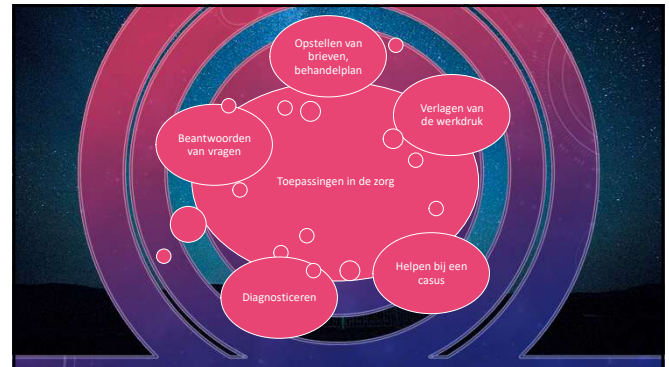 Opstellen van
brieven,
behandelplan
Verlagen van
de werkdruk
Beantwoorden
van vragen
Toepassingen in de zorg
Helpen bij een
casus
Diagnosticeren